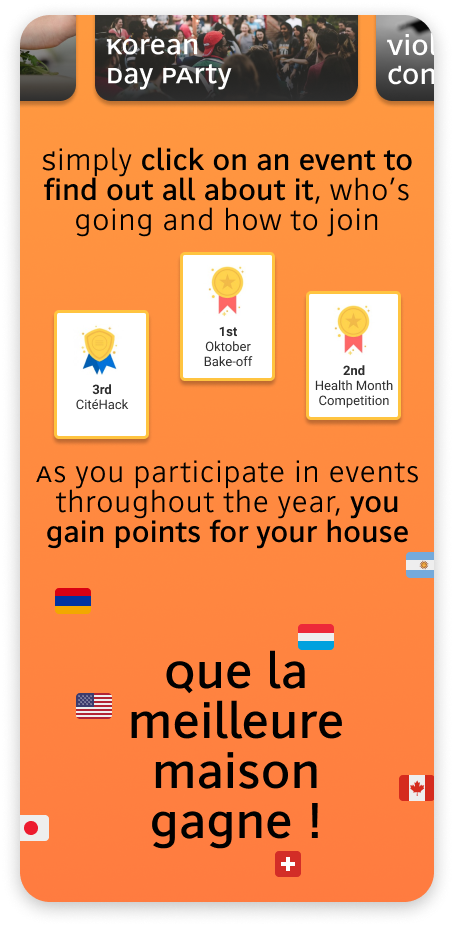 Korean
Day PArty
viol
con
simply click on an event to
find out all about it, who's
going and how to join
1st
Oktober
Bake-off
2nd
Health Month
Competition
3rd
CitéHack
As you participate in events
throughout the year, you
gain points for your house
que la
meilleure
maison
gagne !